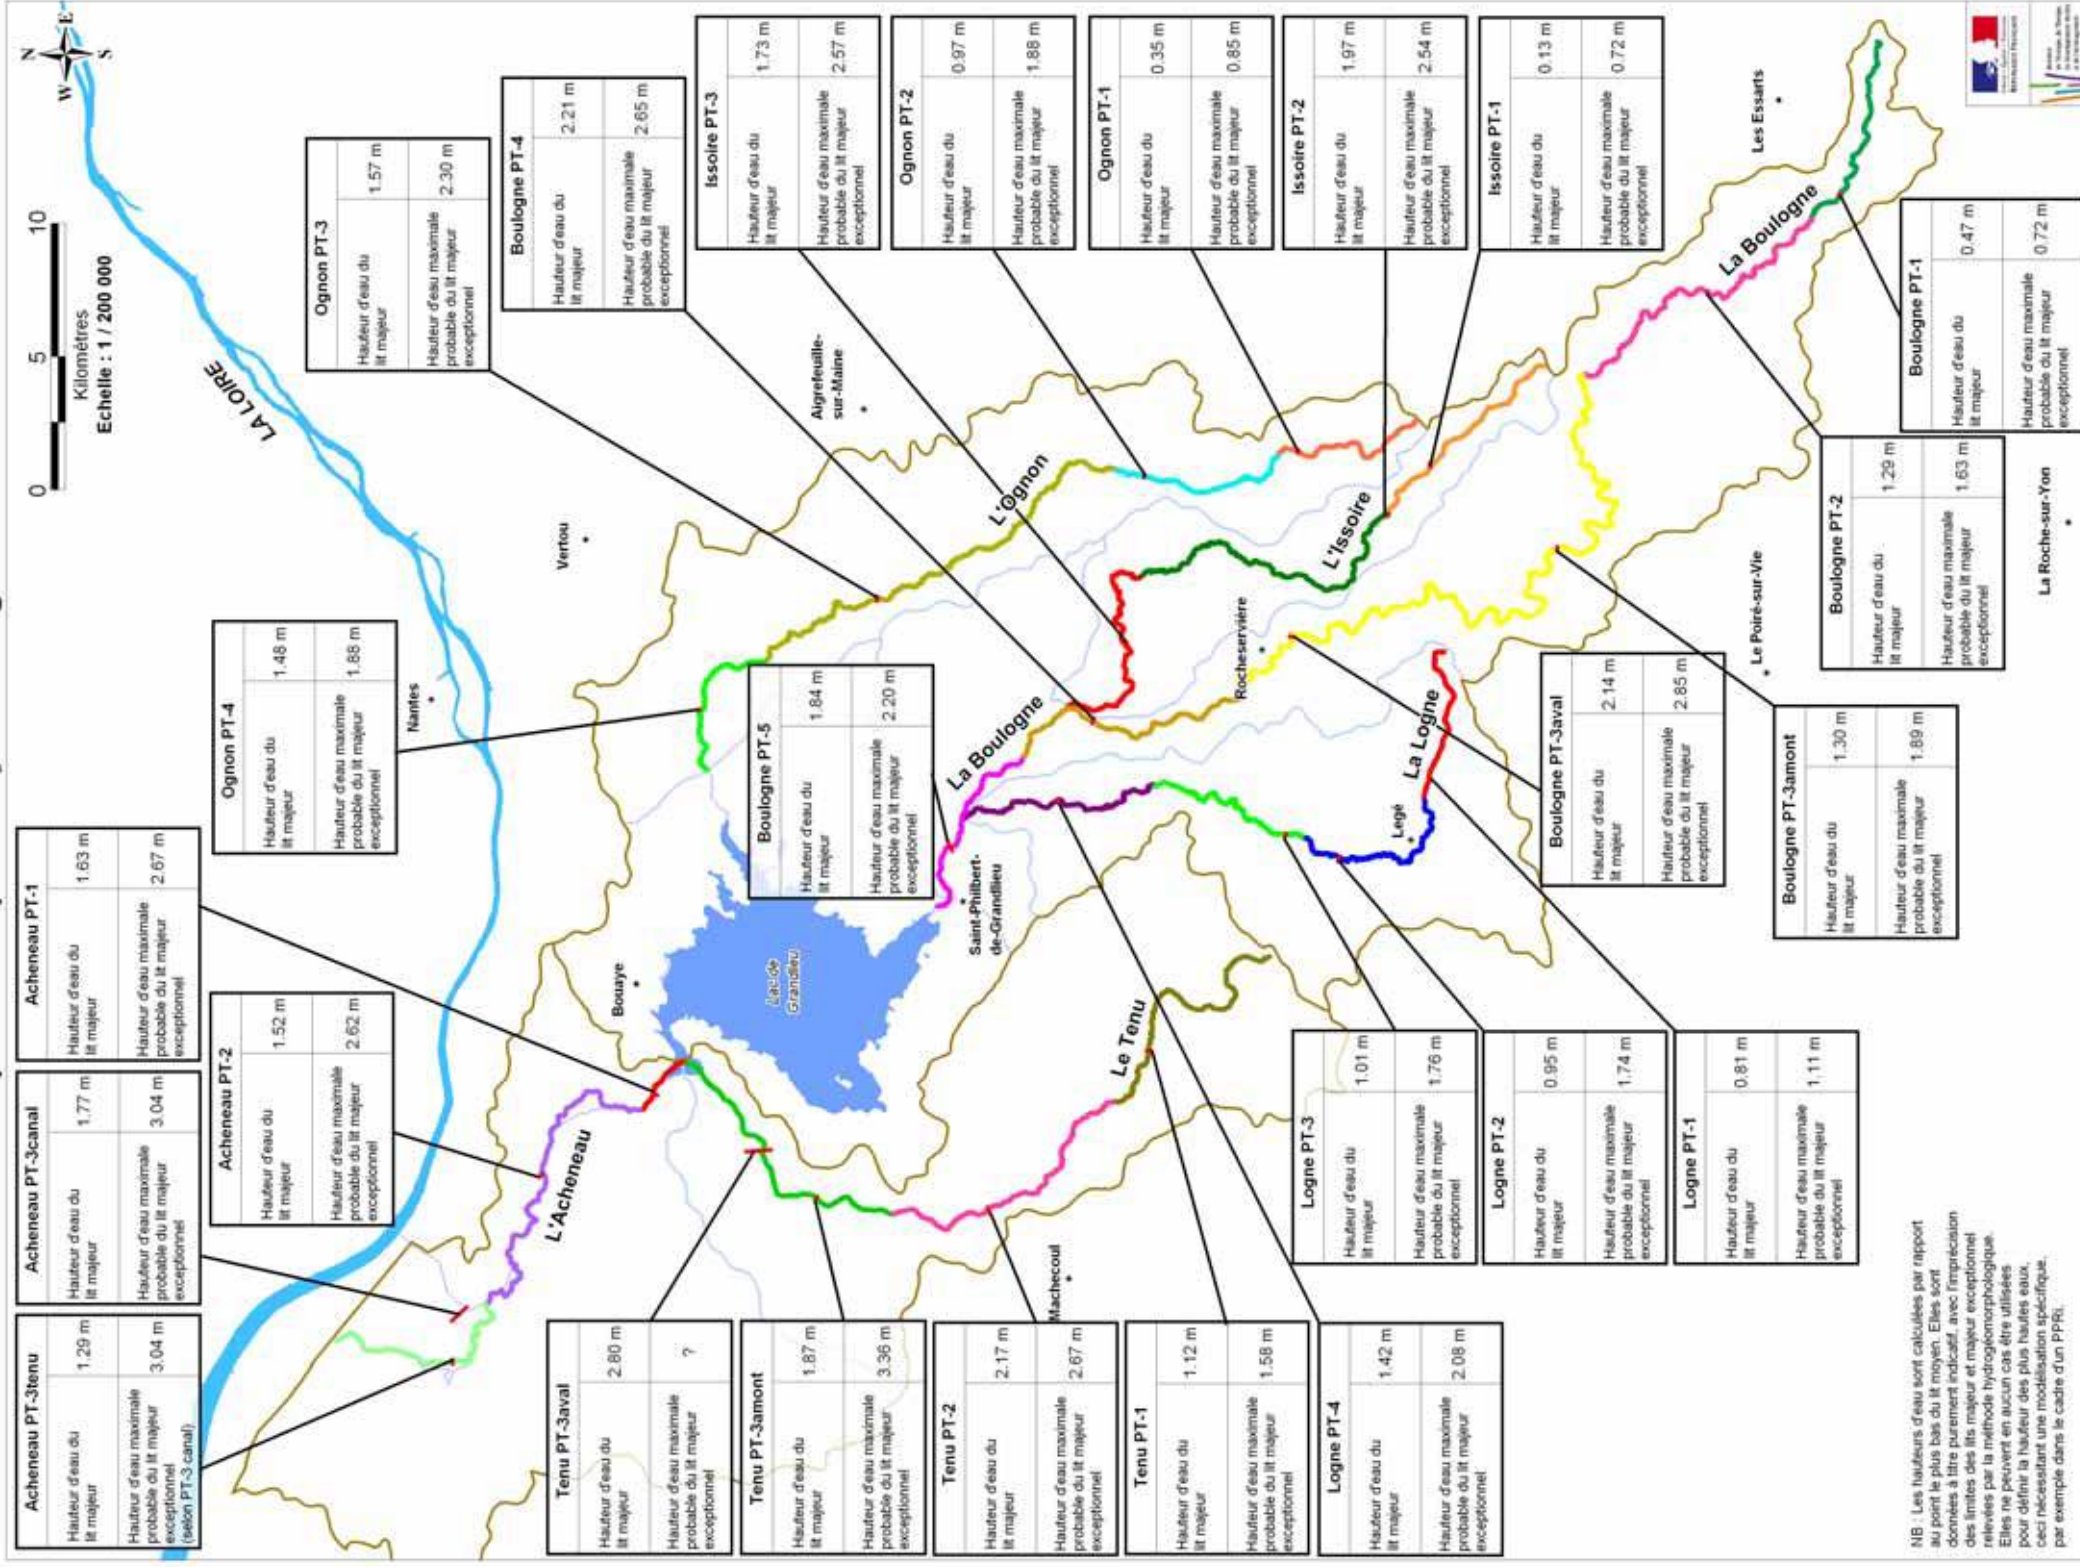 Acheneau PT-3tenu
Hauteur d'eau du
lit majeur
1.29 m
Hauteur d'eau maximale
probable du lit majeur
exceptionnel
(selon PT-3 canal)
3.04 m
Acheneau PT-3canal
Hauteur d'eau du
lit majeur
1.77 m
Hauteur d'eau maximale
probable du lit majeur
exceptionnel
3.04 m
Acheneau PT-1
Hauteur d'eau du
lit majeur
1.63 m
Hauteur d'eau maximale
probable du lit majeur
exceptionnel
2.67 m
Acheneau PT-2
Hauteur d'eau du
lit majeur
1.52 m
Hauteur d'eau maximale
probable du lit majeur
exceptionnel
2.62 m
Ognon PT-4
Hauteur d'eau du
lit majeur
1.48 m
Hauteur d'eau maximale
probable du lit majeur
exceptionnel
1.88 m
0
5
10
Kilomètres
Echelle : 1 / 200 000
N
E
S
W
LA LOIRE
Ognon PT-3
Hauteur d'eau du
lit majeur
1.57 m
Hauteur d'eau maximale
probable du lit majeur
exceptionnel
2.30 m
Boulogne PT-4
Hauteur d'eau du
lit majeur
2.21 m
Hauteur d'eau maximale
probable du lit majeur
exceptionnel
2.65 m
Issoire PT-3
Hauteur d'eau du
lit majeur
1.73 m
Hauteur d'eau maximale
probable du lit majeur
exceptionnel
2.57 m
Ognon PT-2
Hauteur d'eau du
lit majeur
0.97 m
Hauteur d'eau maximale
probable du lit majeur
exceptionnel
1.88 m
Ognon PT-1
Hauteur d'eau du
lit majeur
0.35 m
Hauteur d'eau maximale
probable du lit majeur
exceptionnel
0.85 m
Issoire PT-2
Hauteur d'eau du
lit majeur
1.97 m
Hauteur d'eau maximale
probable du lit majeur
exceptionnel
2.54 m
Issoire PT-1
Hauteur d'eau du
lit majeur
0.13 m
Hauteur d'eau maximale
probable du lit majeur
exceptionnel
0.72 m
Nantes
Vertou
Aigrefeuille-
sur-Maine
Bouaye
L'Acheneau
Lac de
Grandlieu
L'Ognon
Boulogne PT-5
Hauteur d'eau du
lit majeur
1.84 m
Hauteur d'eau maximale
probable du lit majeur
exceptionnel
2.20 m
La Boulogne
Saint-Philbert-
de-Grandlieu
Machecoul
Le Tenu
Rocheservière
L'Issoire
Legé
La Logne
La Boulogne
Les Essarts
Le Poiré-sur-Vie
La Roche-sur-Yon
Tenu PT-3aval
Hauteur d'eau du
lit majeur
2.80 m
Hauteur d'eau maximale
probable du lit majeur
exceptionnel
?
Tenu PT-3amont
Hauteur d'eau du
lit majeur
1.87 m
Hauteur d'eau maximale
probable du lit majeur
exceptionnel
3.36 m
Tenu PT-2
Hauteur d'eau du
lit majeur
2.17 m
Hauteur d'eau maximale
probable du lit majeur
exceptionnel
2.67 m
Tenu PT-1
Hauteur d'eau du
lit majeur
1.12 m
Hauteur d'eau maximale
probable du lit majeur
exceptionnel
1.58 m
Logne PT-4
Hauteur d'eau du
lit majeur
1.42 m
Hauteur d'eau maximale
probable du lit majeur
exceptionnel
2.08 m
Logne PT-3
Hauteur d'eau du
lit majeur
1.01 m
Hauteur d'eau maximale
probable du lit majeur
exceptionnel
1.76 m
Logne PT-2
Hauteur d'eau du
lit majeur
0.95 m
Hauteur d'eau maximale
probable du lit majeur
exceptionnel
1.74 m
Logne PT-1
Hauteur d'eau du
lit majeur
0.81 m
Hauteur d'eau maximale
probable du lit majeur
exceptionnel
1.11 m
Boulogne PT-3aval
Hauteur d'eau du
lit majeur
2.14 m
Hauteur d'eau maximale
probable du lit majeur
exceptionnel
2.85 m
Boulogne PT-3amont
Hauteur d'eau du
lit majeur
1.30 m
Hauteur d'eau maximale
probable du lit majeur
exceptionnel
1.89 m
Boulogne PT-2
Hauteur d'eau du
lit majeur
1.29 m
Hauteur d'eau maximale
probable du lit majeur
exceptionnel
1.63 m
Boulogne PT-1
Hauteur d'eau du
lit majeur
0.47 m
Hauteur d'eau maximale
probable du lit majeur
exceptionnel
0.72 m
NB : Les hauteurs d'eau sont calculées par rapport
au point le plus bas du lit moyen. Elles sont
données à titre purement indicatif, avec l'imprécision
des limites des lits majeur et majeur exceptionnel
relevées par la méthode hydrogéomorphologique.
Elles ne peuvent en aucun cas être utilisées
pour définir la hauteur des plus hautes eaux,
ceci nécessitant une modélisation spécifique,
par exemple dans le cadre d'un PPRi.